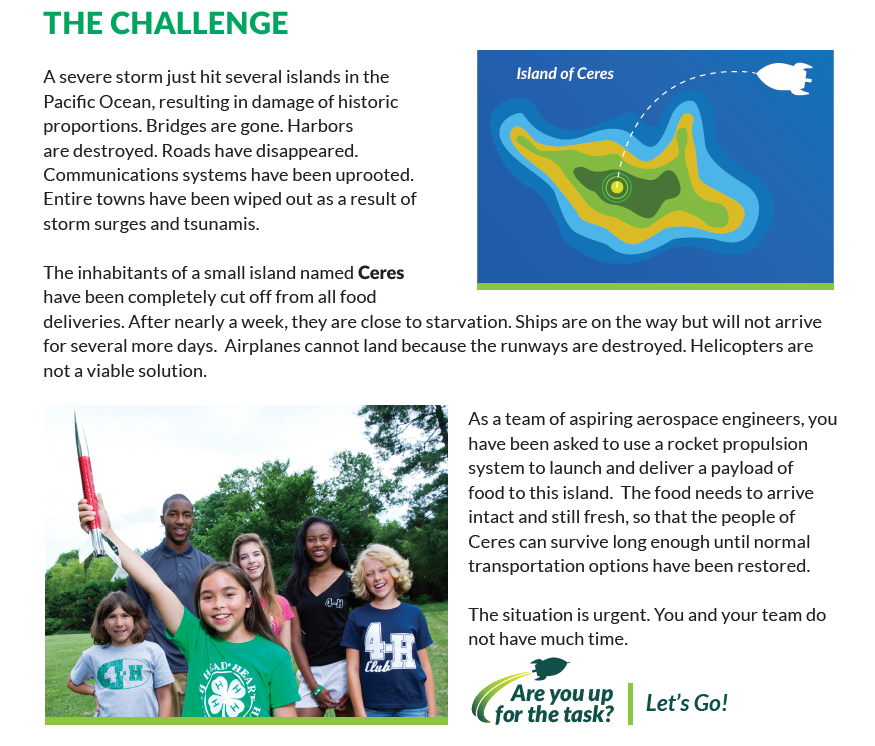 THE CHALLENGE
A severe storm just hit several islands in the
Pacific Ocean, resulting in damage of historic
proportions. Bridges are gone. Harbors
are destroyed. Roads have disappeared.
Communications systems have been uprooted.
Entire towns have been wiped out as a result of
storm surges and tsunamis.
Island of Ceres
The inhabitants of a small island named Ceres
have been completely cut off from all food
deliveries. After nearly a week, they are close to starvation. Ships are on the way but will not arrive
for several more days.  Airplanes cannot land because the runways are destroyed. Helicopters are
not a viable solution.
4-H
4-H
4-H
Club
HEAD HEART
H H
H H
As a team of aspiring aerospace engineers, you
have been asked to use a rocket propulsion
system to launch and deliver a payload of
food to this island.  The food needs to arrive
intact and still fresh, so that the people of
Ceres can survive long enough until normal
transportation options have been restored.
The situation is urgent. You and your team do
not have much time.
Are you up
for the task?
Let's Go!